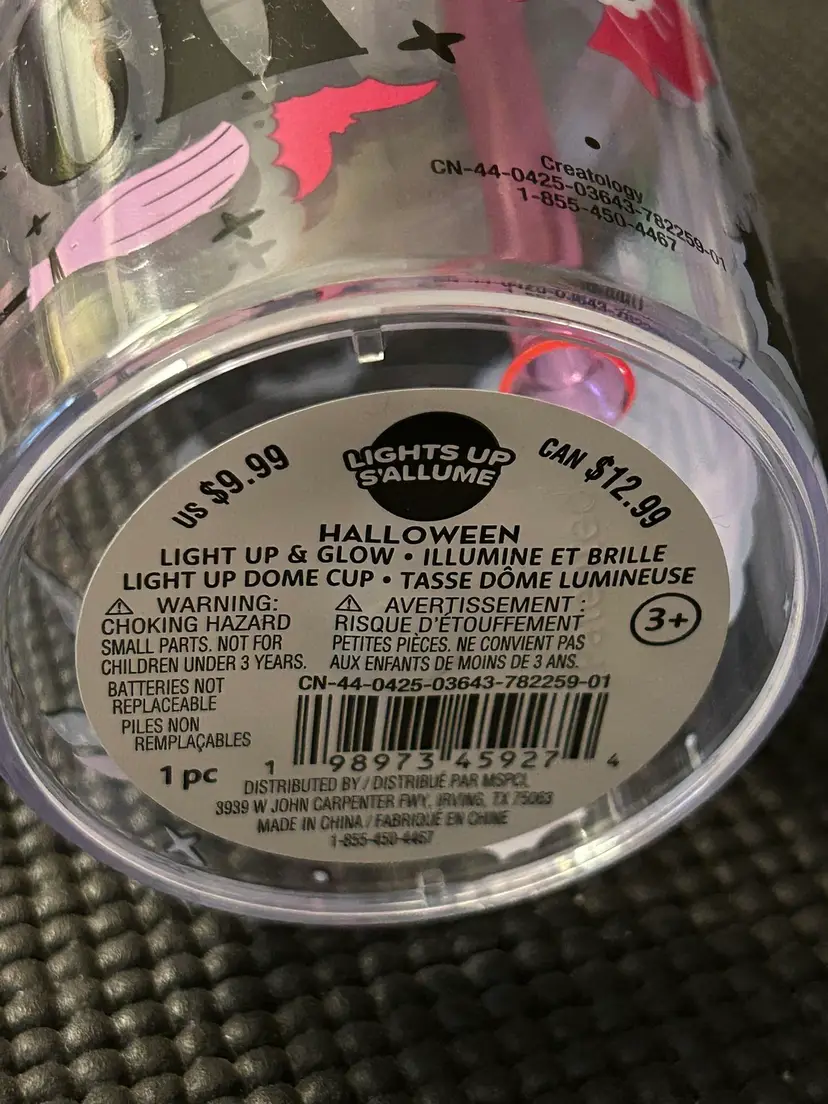 Creatology
CN-44-0425-03643-782259-01
1-855-450-4467
US $9.99
LIGHTS UP
S'ALLUME
CAN $12.99
HALLOWEEN
LIGHT UP & GLOW • ILLUMINE ET BRILLE
LIGHT UP DOME CUP • TASSE DÔME LUMINEUSE
⚠ WARNING:
CHOKING HAZARD
SMALL PARTS. NOT FOR
CHILDREN UNDER 3 YEARS.
⚠ AVERTISSEMENT :
RISQUE D'ÉTOUFFEMENT
PETITES PIÈCES. NE CONVIENT PAS
AUX ENFANTS DE MOINS DE 3 ANS.
3+
BATTERIES NOT
REPLACEABLE
PILES NON
REMPLAÇABLES
1 pc
CN-44-0425-03643-782259-01
1 98973 45927 4
DISTRIBUTED BY / DISTRIBUÉ PAR MSPCI,
3939 W JOHN CARPENTER FWY, IRVING, TX 75063
MADE IN CHINA / FABRIQUÉ EN CHINE
1-855-450-4467